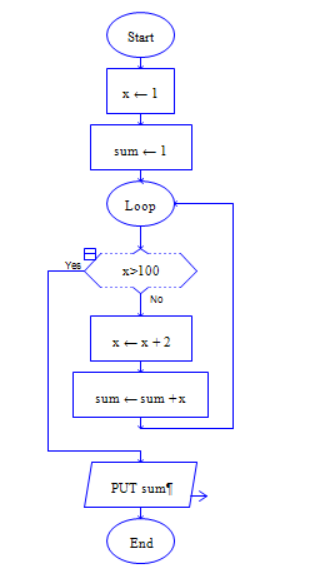 Start
x ← 1
sum ← 1
Loop
Yes
x>100
No
x ← x + 2
sum ← sum +x
PUT sum¶
End